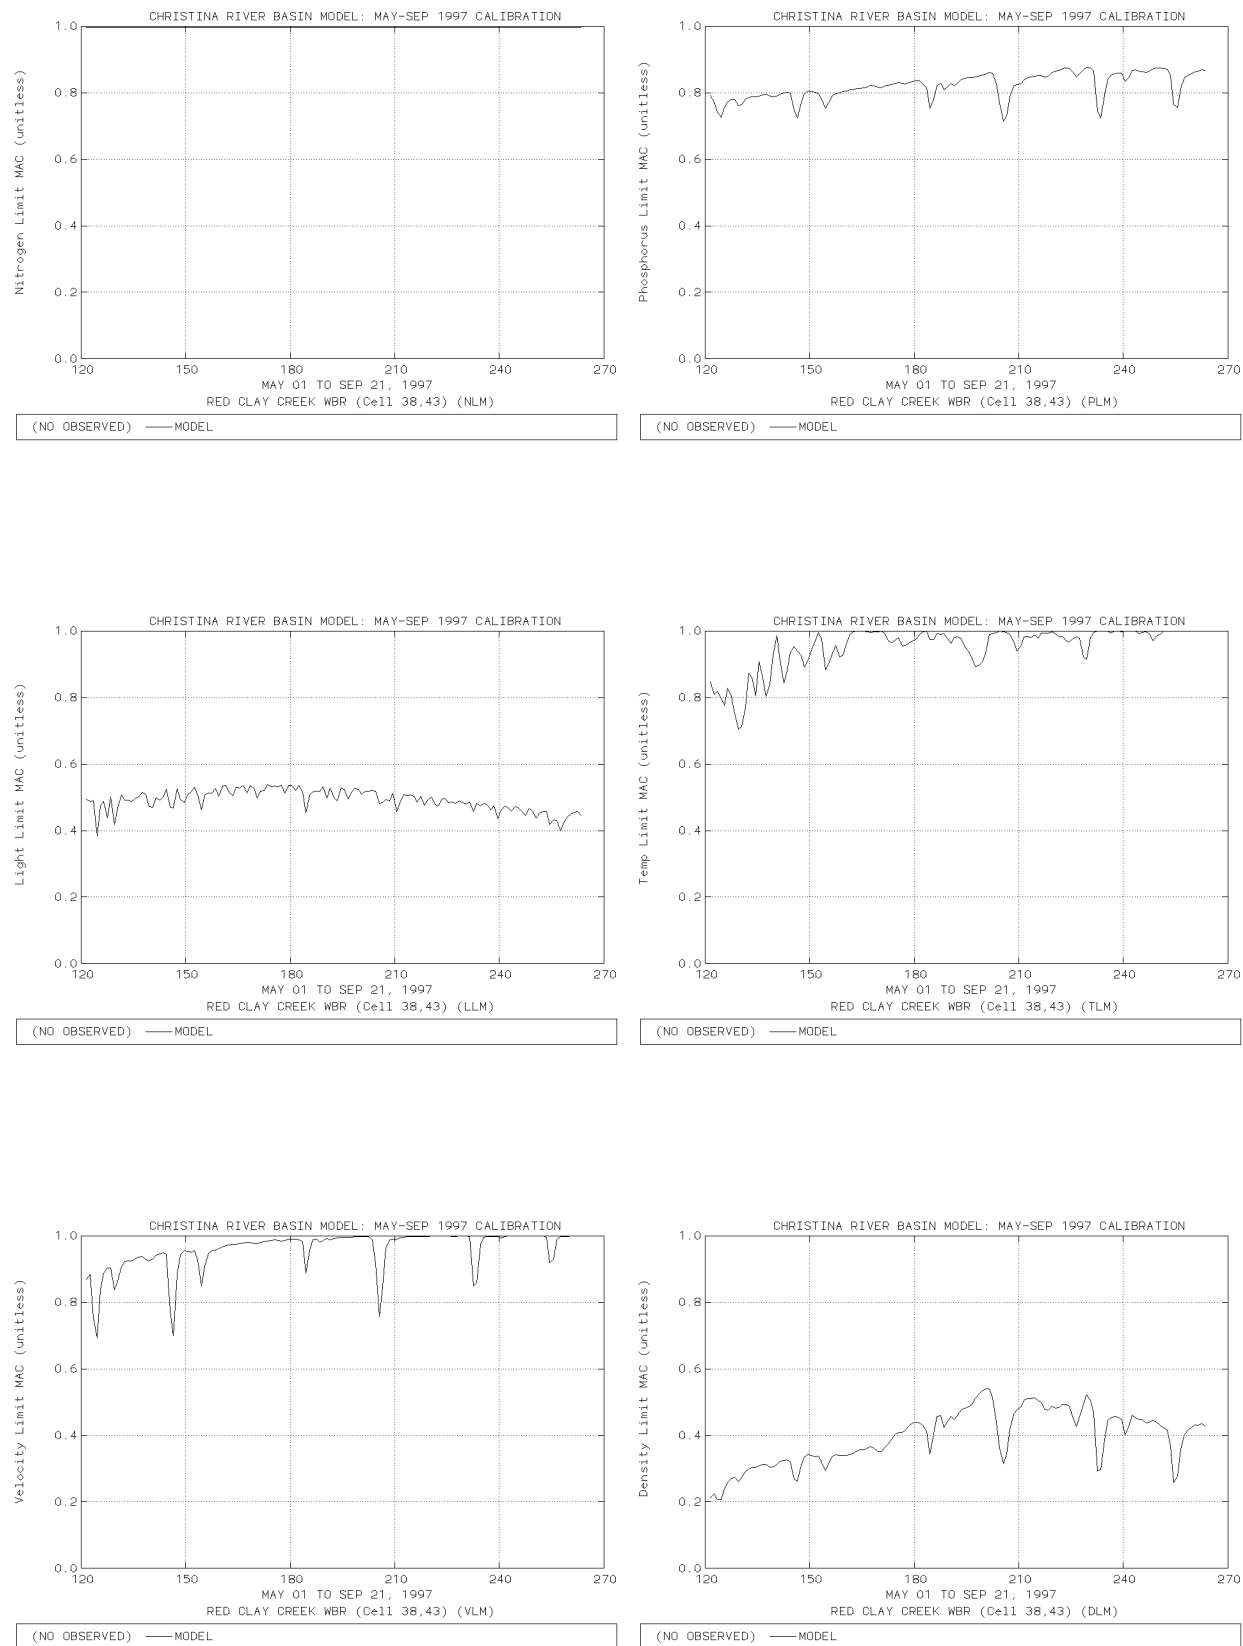 CHRISTINA RIVER BASIN MODEL: MAY-SEP 1997 CALIBRATION
Nitrogen Limit MAC (unitless)
1.0
0.8
0.6
0.4
0.2
0.0
120 150 180 210 240 270
MAY 01 TO SEP 21, 1997
RED CLAY CREEK WBR (Cell 38,43) (NLM)
(NO OBSERVED) MODEL
CHRISTINA RIVER BASIN MODEL: MAY-SEP 1997 CALIBRATION
Phosphorus Limit MAC (unitless)
1.0
0.8
0.6
0.4
0.2
0.0
120 150 180 210 240 270
MAY 01 TO SEP 21, 1997
RED CLAY CREEK WBR (Cell 38,43) (PLM)
(NO OBSERVED) MODEL
CHRISTINA RIVER BASIN MODEL: MAY-SEP 1997 CALIBRATION
Light Limit MAC (unitless)
1.0
0.8
0.6
0.4
0.2
0.0
120 150 180 210 240 270
MAY 01 TO SEP 21, 1997
RED CLAY CREEK WBR (Cell 38,43) (LLM)
(NO OBSERVED) MODEL
CHRISTINA RIVER BASIN MODEL: MAY-SEP 1997 CALIBRATION
Temp Limit MAC (unitless)
1.0
0.8
0.6
0.4
0.2
0.0
120 150 180 210 240 270
MAY 01 TO SEP 21, 1997
RED CLAY CREEK WBR (Cell 38,43) (TLM)
(NO OBSERVED) MODEL
CHRISTINA RIVER BASIN MODEL: MAY-SEP 1997 CALIBRATION
Velocity Limit MAC (unitless)
1.0
0.8
0.6
0.4
0.2
0.0
120 150 180 210 240 270
MAY 01 TO SEP 21, 1997
RED CLAY CREEK WBR (Cell 38,43) (VLM)
(NO OBSERVED) MODEL
CHRISTINA RIVER BASIN MODEL: MAY-SEP 1997 CALIBRATION
Density Limit MAC (unitless)
1.0
0.8
0.6
0.4
0.2
0.0
120 150 180 210 240 270
MAY 01 TO SEP 21, 1997
RED CLAY CREEK WBR (Cell 38,43) (DLM)
(NO OBSERVED) MODEL